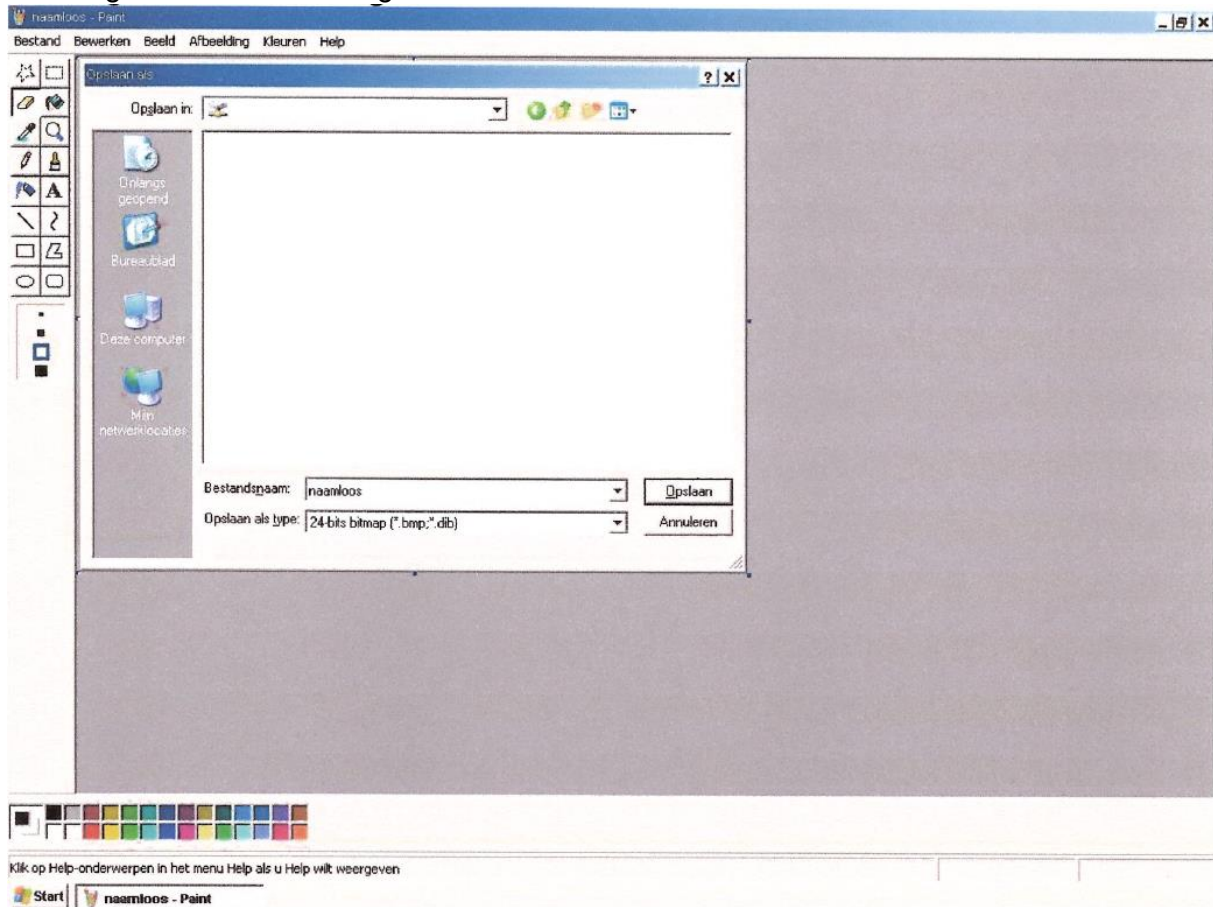 naamloos - Paint
Bestand Bewerken Beeld Afbeelding Kleuren Help
Opslaan als
Opslaan in:
Onlangs
geopend
Bureaublad
Deze computer
Mijn
netwerklocaties
Bestandsnaam: naamloos
Opslaan
Opslaan als type: 24-bits bitmap (*.bmp;*.dib)
Annuleren
Klik op Help-onderwerpen in het menu Help als u Help wilt weergeven
Start
naamloos - Paint